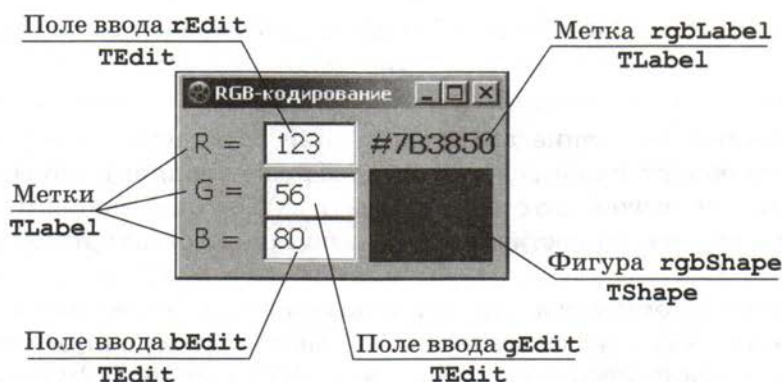 Поле ввода rEdit
TEdit
Метка rgbLabel
TLabel
RGB-кодирование
R =
123
#7B3850
Метки
TLabel
G =
56
B =
80
Фигура rgbShape
TShape
Поле ввода bEdit
TEdit
Поле ввода gEdit
TEdit